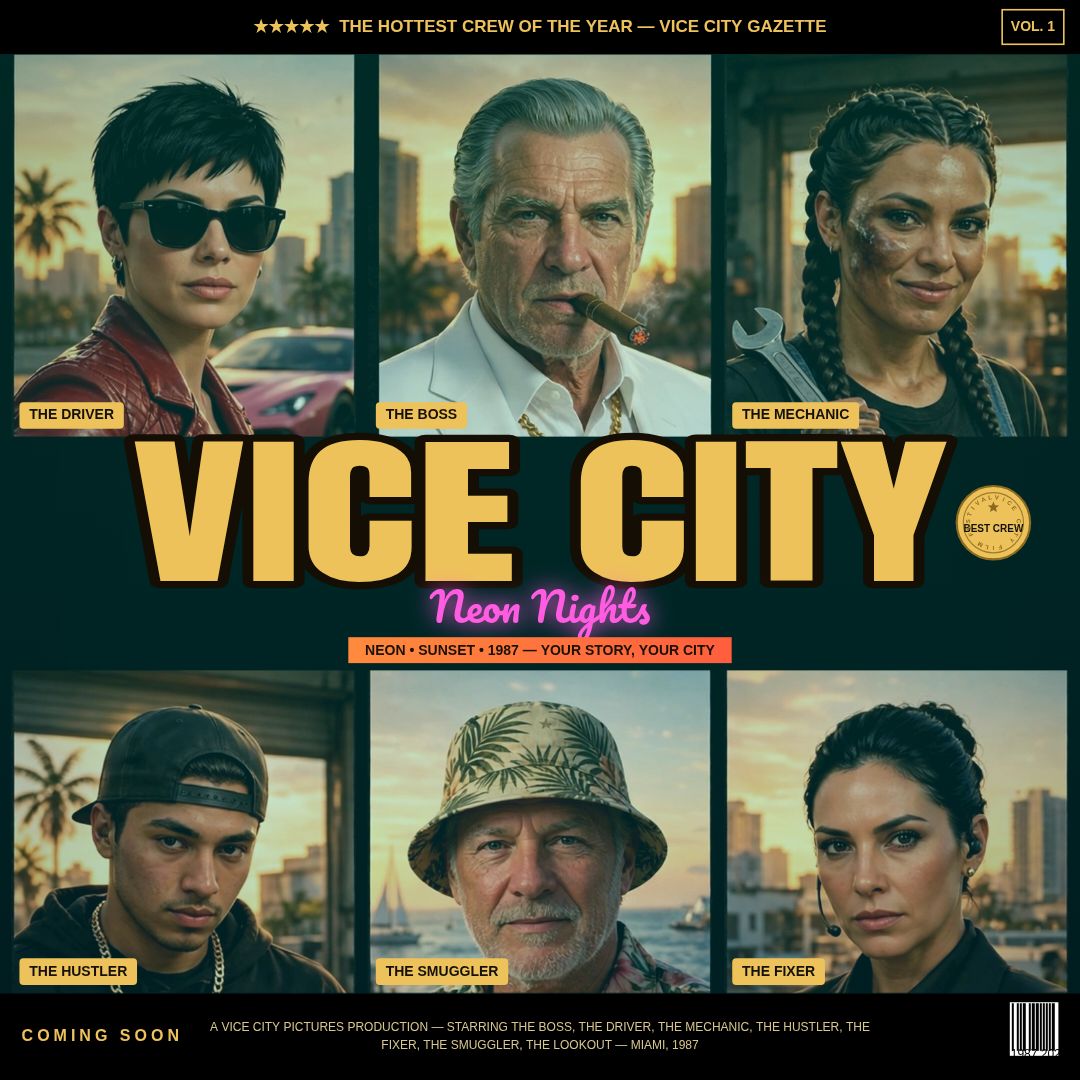 ★★★★★ THE HOTTEST CREW OF THE YEAR — VICE CITY GAZETTE
VOL. 1
THE DRIVER
THE BOSS
THE MECHANIC
VICE CITY
BEST CREW
Neon Nights
NEON • SUNSET • 1987 — YOUR STORY, YOUR CITY
THE HUSTLER
THE SMUGGLER
THE FIXER
COMING SOON
A VICE CITY PICTURES PRODUCTION — STARRING THE BOSS, THE DRIVER, THE MECHANIC, THE HUSTLER, THE
FIXER, THE SMUGGLER, THE LOOKOUT — MIAMI, 1987